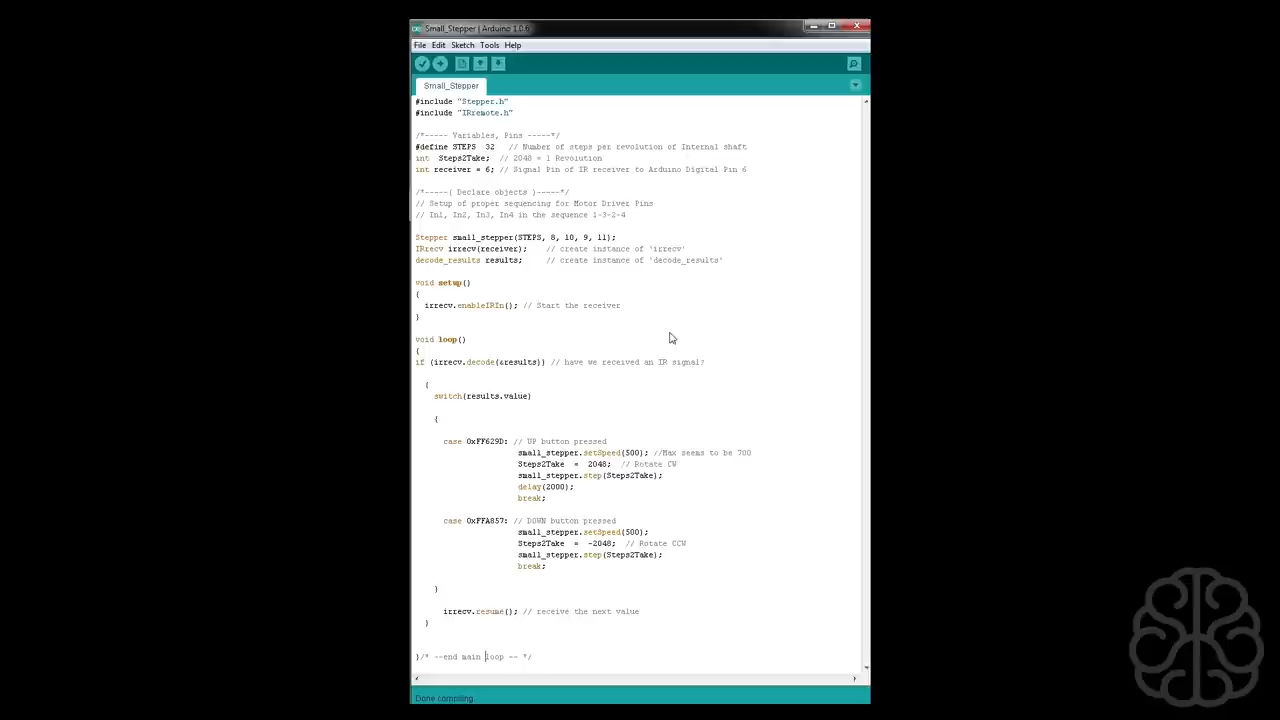 Small_Stepper | Arduino 1.0.6
File Edit Sketch Tools Help
Small_Stepper
#include "Stepper.h"
#include "IRremote.h"
/*----- Variables, Pins -----*/
#define STEPS  32   // Number of steps per revolution of Internal shaft
int  Steps2Take;  // 2048 = 1 Revolution
int receiver = 6; // Signal Pin of IR receiver to Arduino Digital Pin 6
/*-----( Declare objects )-----*/
// Setup of proper sequencing for Motor Driver Pins
// In1, In2, In3, In4 in the sequence 1-3-2-4
Stepper small_stepper(STEPS, 8, 10, 9, 11);
IRrecv irrecv(receiver);    // create instance of 'irrecv'
decode_results results;     // create instance of 'decode_results'
void setup()
{
irrecv.enableIRIn(); // Start the receiver
}
void loop()
{
if (irrecv.decode(&results)) // have we received an IR signal?
{
switch(results.value)
{
case 0xFF629D: // UP button pressed
small_stepper.setSpeed(500); //Max seems to be 700
Steps2Take  =  2048;  // Rotate CW
small_stepper.step(Steps2Take);
delay(2000);
break;
case 0xFFA857: // DOWN button pressed
small_stepper.setSpeed(500);
Steps2Take  =  -2048;  // Rotate CCW
small_stepper.step(Steps2Take);
break;
}
irrecv.resume(); // receive the next value
}
}/* --end main loop -- */
Done compiling.